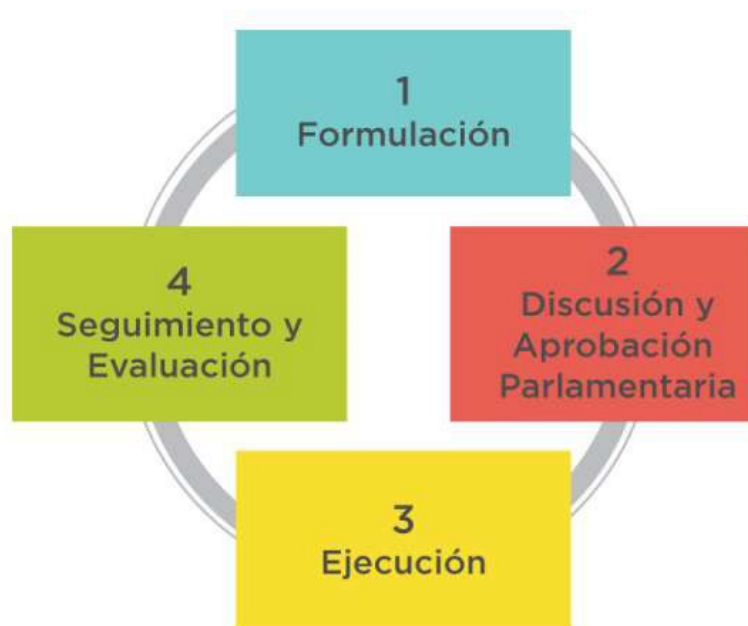 1
Formulación
2
Discusión y
Aprobación
Parlamentaria
3
Ejecución
4
Seguimiento y
Evaluación